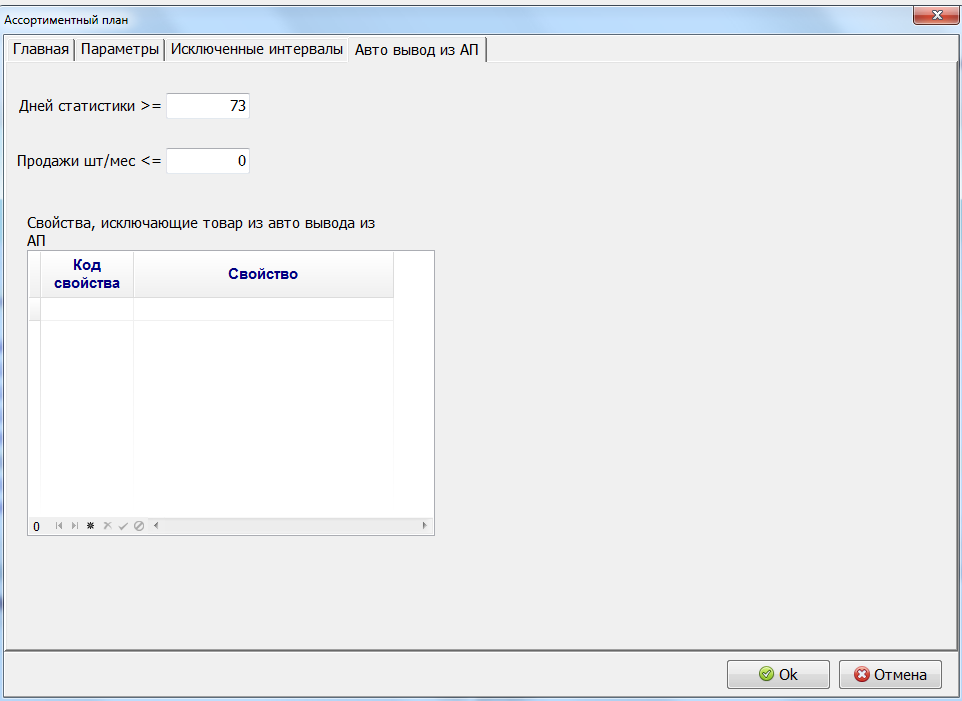 Ассортиментный план
Главная Параметры Исключенные интервалы Авто вывод из АП
Дней статистики >= 73
Продажи шт/мес <= 0
Свойства, исключающие товар из авто вывода из
АП
Код
свойства
Свойство
0
Ok Отмена